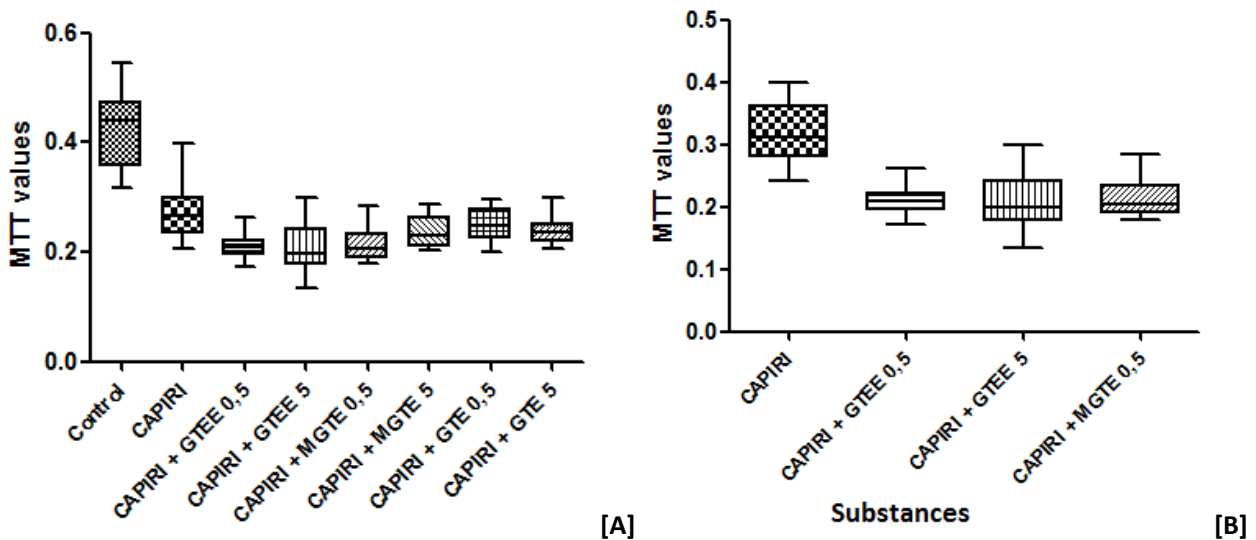 MTT values
0.6
0.4
0.2
0.0
Control
CAPIRI
CAPIRI + GTEE 0,5
CAPIRI + GTEE 5
CAPIRI + MGTE 0,5
CAPIRI + MGTE 5
CAPIRI + GTE 0,5
CAPIRI + GTE 5
[A]
MTT values
0.5
0.4
0.3
0.2
0.1
0.0
CAPIRI
CAPIRI + GTEE 0,5
CAPIRI + GTEE 5
CAPIRI + MGTE 0,5
Substances
[B]